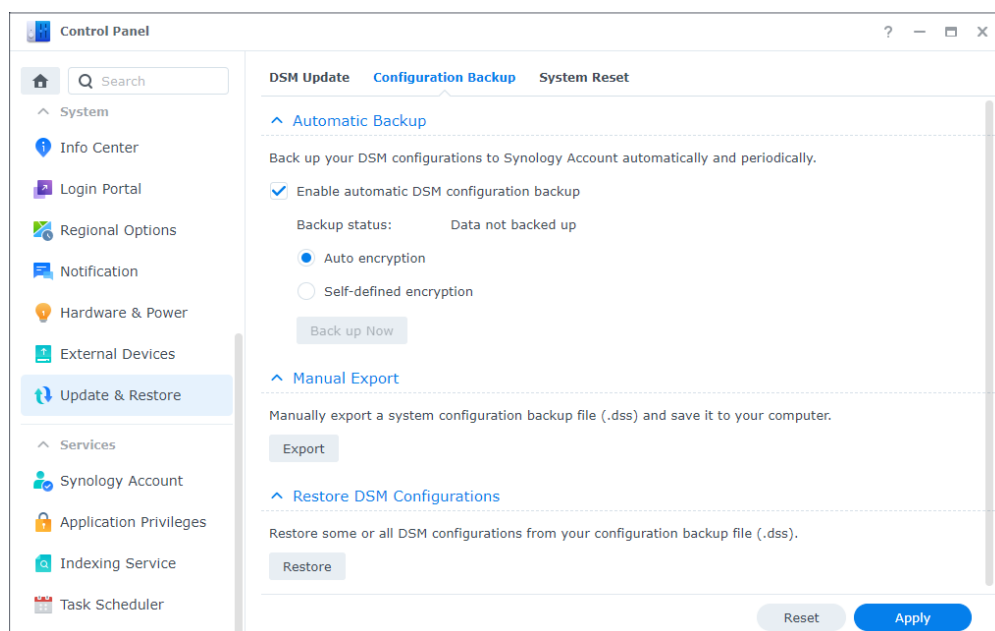 Control Panel
?
Search
System
Info Center
Login Portal
Regional Options
Notification
Hardware & Power
External Devices
Update & Restore
Services
Synology Account
Application Privileges
Indexing Service
Task Scheduler
DSM Update Configuration Backup System Reset
Automatic Backup
Back up your DSM configurations to Synology Account automatically and periodically.
Enable automatic DSM configuration backup
Backup status: Data not backed up
Auto encryption
Self-defined encryption
Back up Now
Manual Export
Manually export a system configuration backup file (.dss) and save it to your computer.
Export
Restore DSM Configurations
Restore some or all DSM configurations from your configuration backup file (.dss).
Restore
Reset Apply